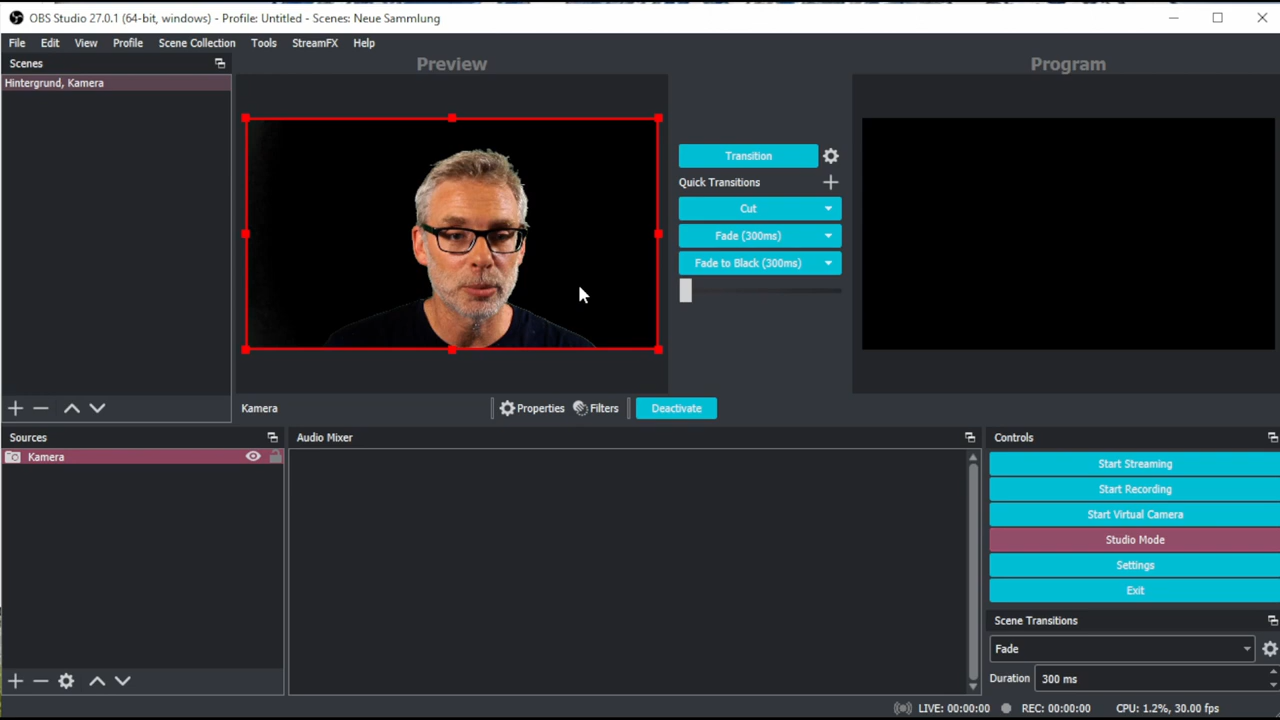 OBS Studio 27.0.1 (64-bit, windows) - Profile: Untitled - Scenes: Neue Sammlung
File Edit View Profile Scene Collection Tools StreamFX Help
Scenes
Hintergrund, Kamera
Preview
Transition
Quick Transitions
Cut
Fade (300ms)
Fade to Black (300ms)
Program
Kamera
Properties
Filters
Deactivate
Sources
Kamera
Audio Mixer
Controls
Start Streaming
Start Recording
Start Virtual Camera
Studio Mode
Settings
Exit
Scene Transitions
Fade
Duration 300 ms
LIVE: 00:00:00 REC: 00:00:00 CPU: 1.2%, 30.00 fps